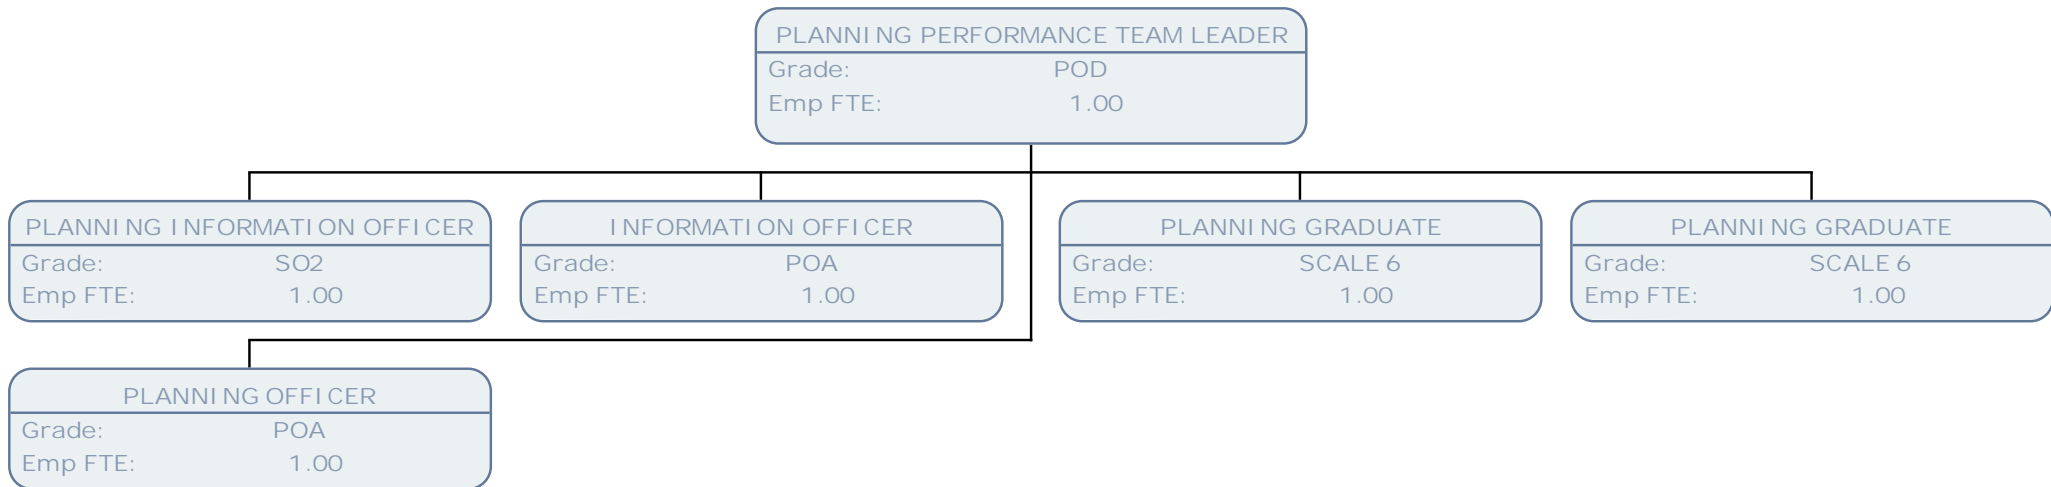 PLANNING PERFORMANCE TEAM LEADER
Grade: POD
Emp FTE: 1.00
PLANNING INFORMATION OFFICER
Grade: SO2
Emp FTE: 1.00
INFORMATION OFFICER
Grade: POA
Emp FTE: 1.00
PLANNING GRADUATE
Grade: SCALE 6
Emp FTE: 1.00
PLANNING GRADUATE
Grade: SCALE 6
Emp FTE: 1.00
PLANNING OFFICER
Grade: POA
Emp FTE: 1.00